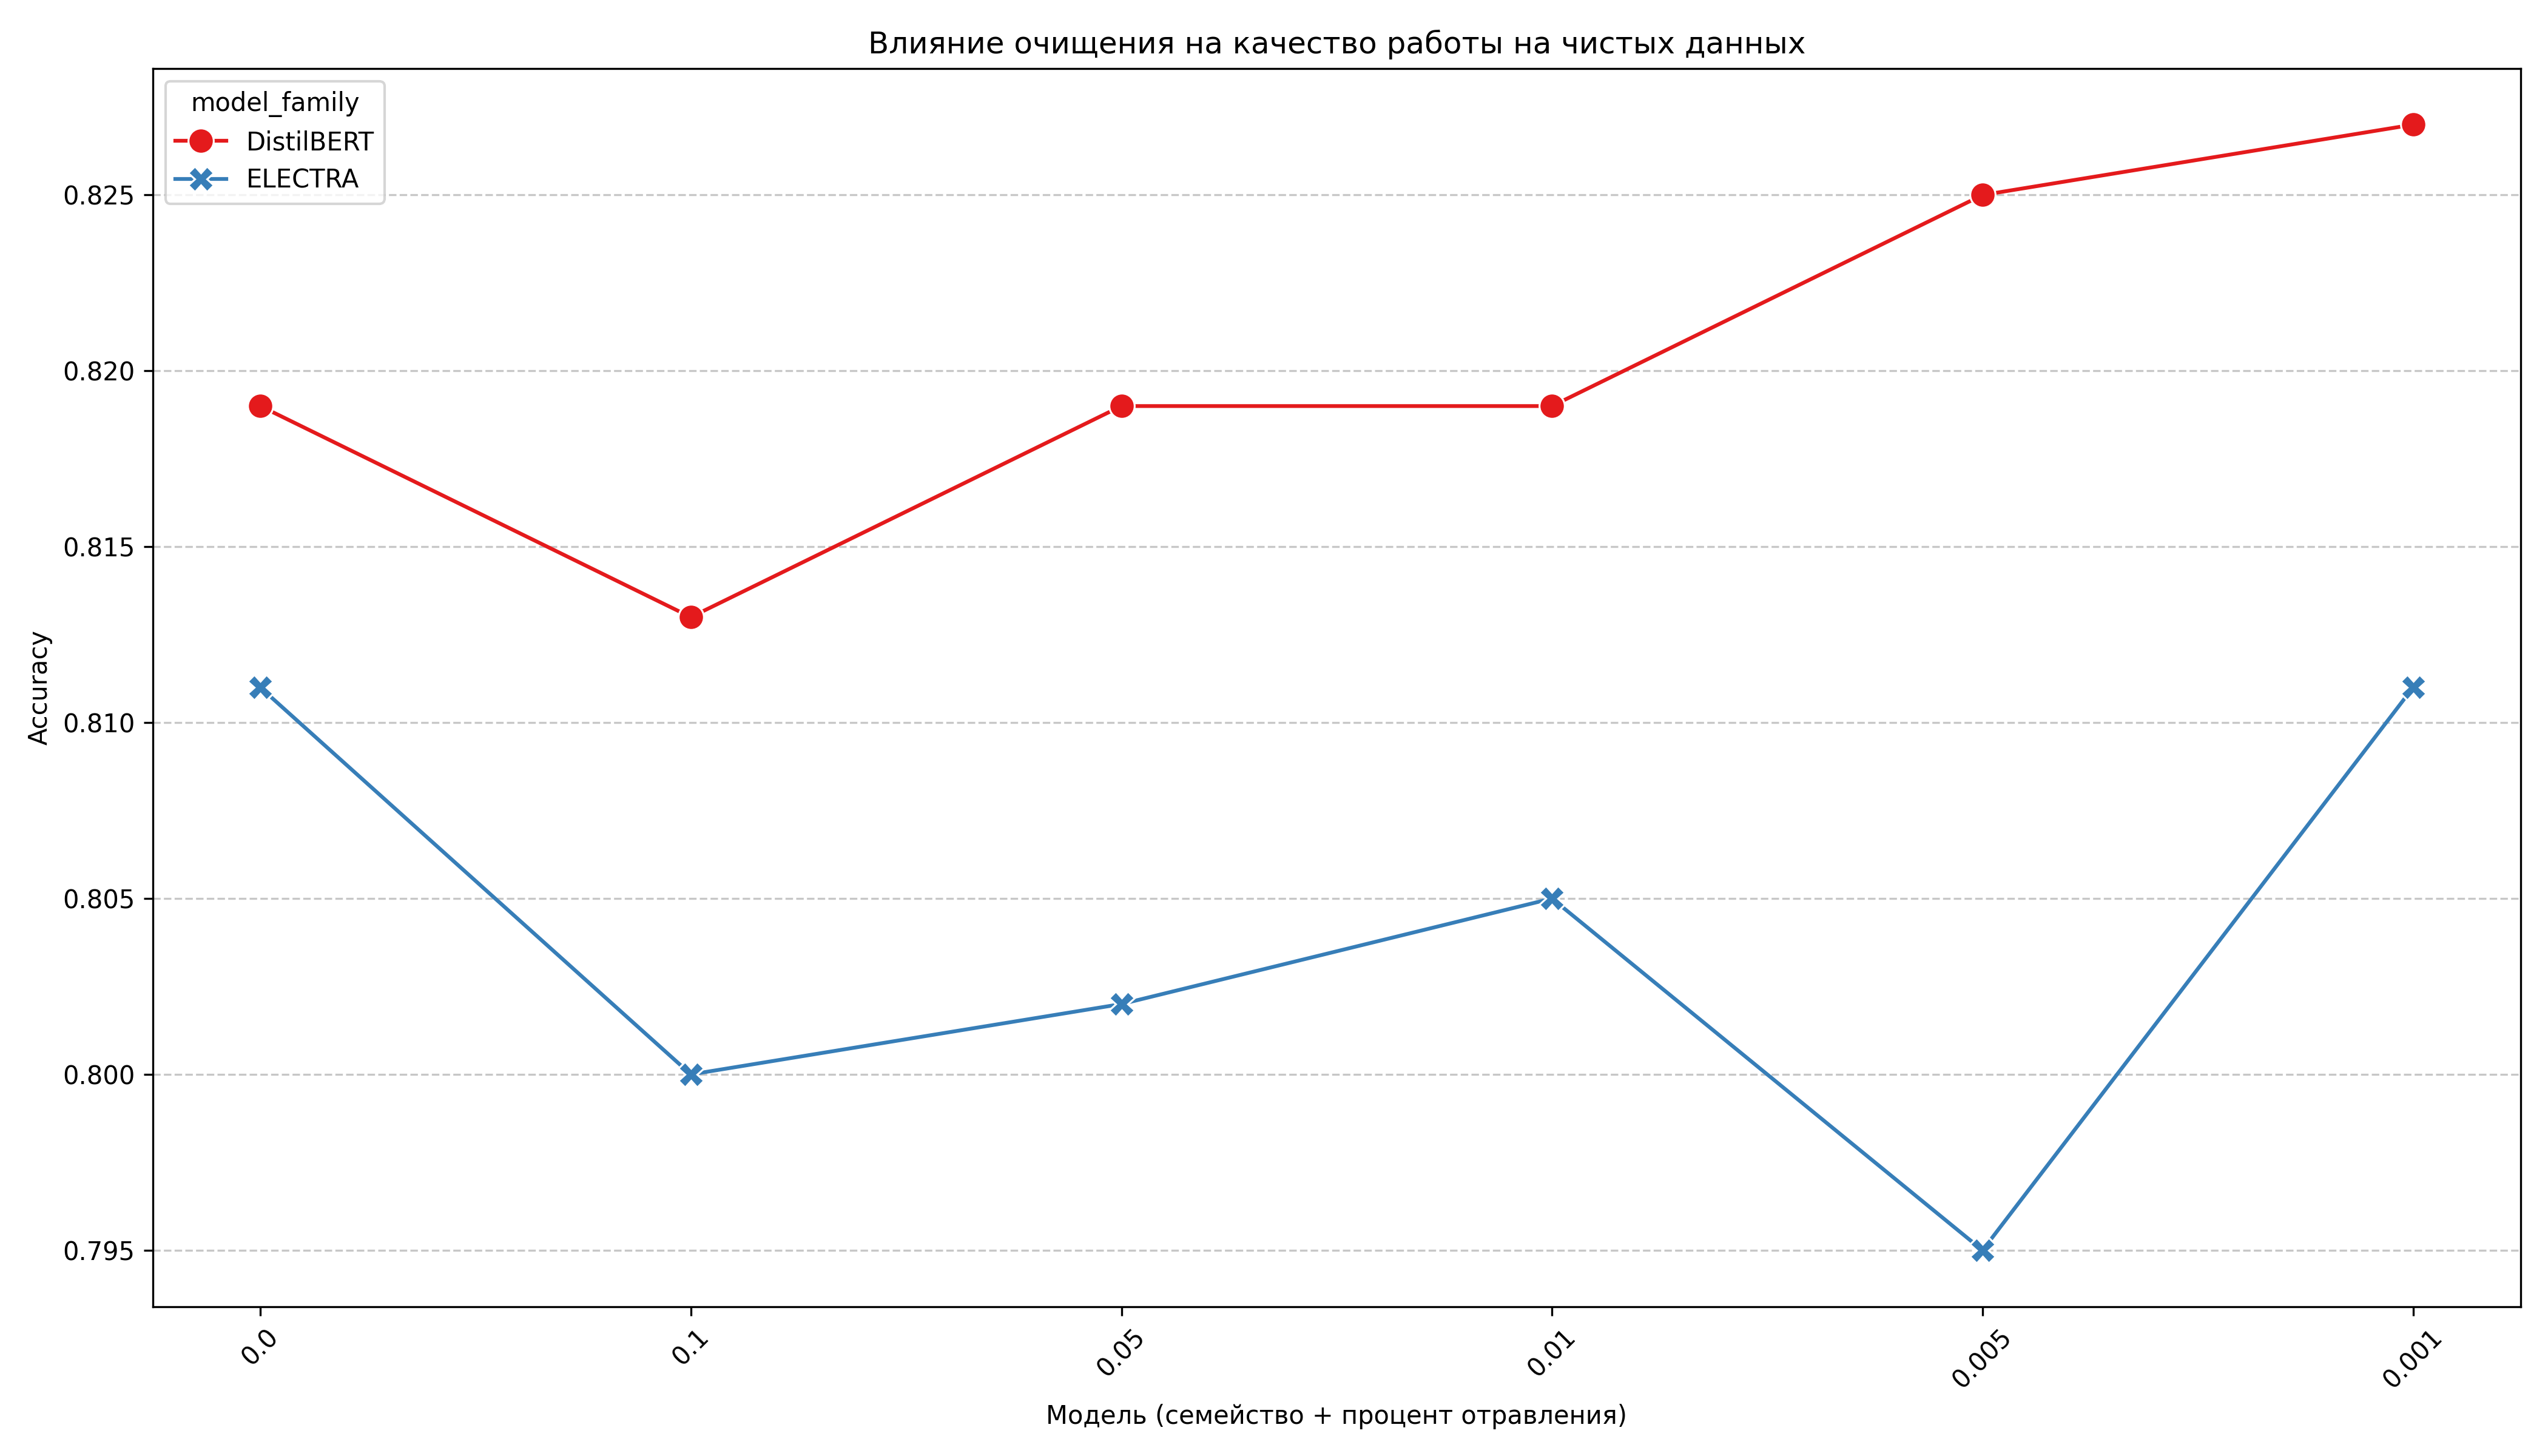 Влияние очищения на качество работы на чистых данных
model_family
DistilBERT
ELECTRA
0.825
0.820
0.815
0.810
0.805
0.800
0.795
Accuracy
0.0
0.1
0.05
0.01
0.005
0.001
Модель (семейство + процент отравления)